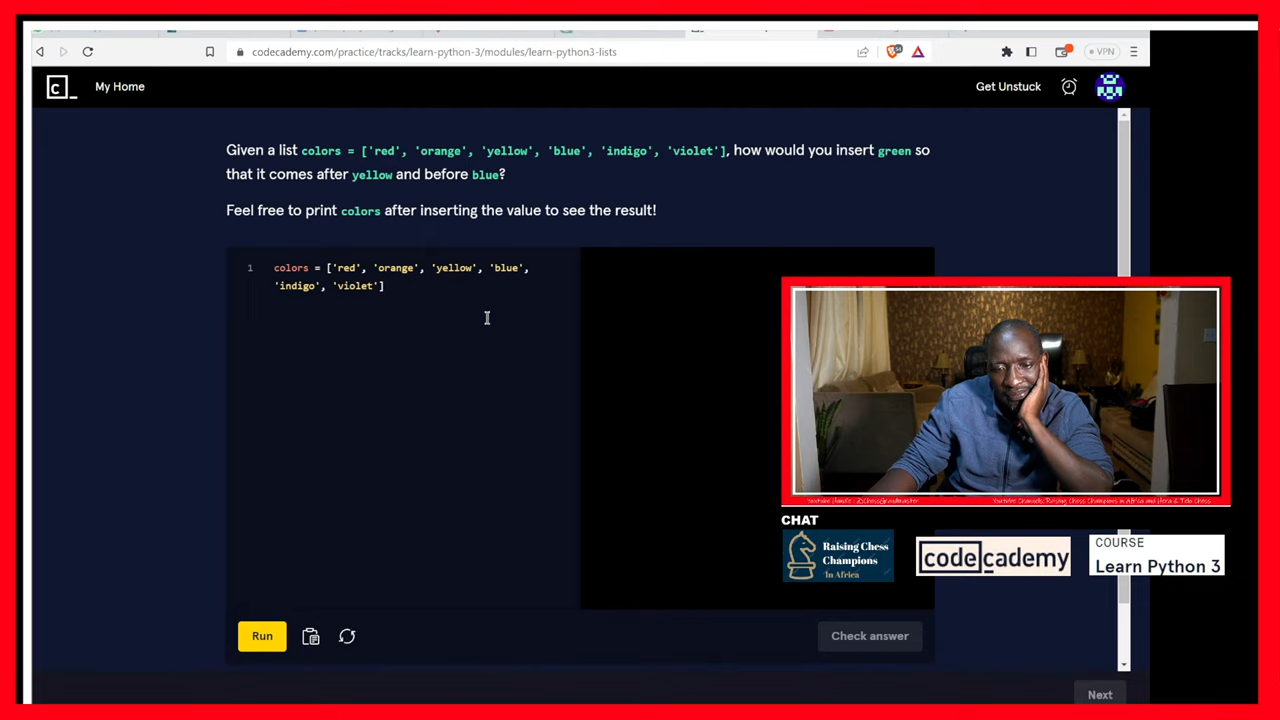 codecademy.com/practice/tracks/learn-python-3/modules/learn-python3-lists
VPN
My Home
Get Unstuck
Given a list colors = ['red', 'orange', 'yellow', 'blue', 'indigo', 'violet'], how would you insert green so
that it comes after yellow and before blue?
Feel free to print colors after inserting the value to see the result!
1 colors = ['red', 'orange', 'yellow', 'blue',
'indigo', 'violet']
CHAT
Raising Chess
Champions
In Africa
codecademy
COURSE
Learn Python 3
Run
Check answer
Next